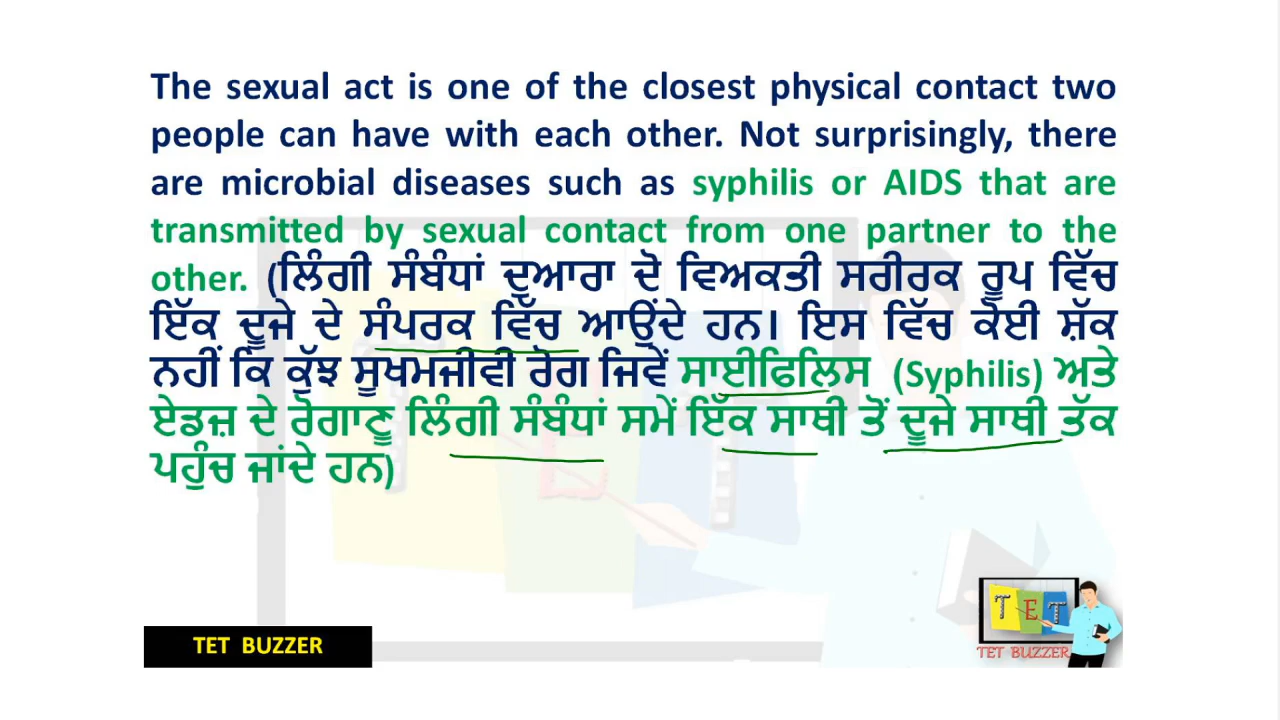 The sexual act is one of the closest physical contact two
people can have with each other. Not surprisingly, there
are microbial diseases such as syphilis or AIDS that are
transmitted by sexual contact from one partner to the
other. (ਲਿੰਗੀ ਸੰਬੰਧਾਂ ਦੁਆਰਾ ਦੋ ਵਿਅਕਤੀ ਸਰੀਰਕ ਰੂਪ ਵਿੱਚ
ਇੱਕ ਦੂਜੇ ਦੇ ਸੰਪਰਕ ਵਿੱਚ ਆਉਂਦੇ ਹਨ। ਇਸ ਵਿੱਚ ਕੋਈ ਸ਼ੱਕ
ਨਹੀਂ ਕਿ ਕੁੱਝ ਸੂਖਮਜੀਵੀ ਰੋਗ ਜਿਵੇਂ ਸਾਈਫਿਲਿਸ (Syphilis) ਅਤੇ
ਏਡਜ਼ ਦੇ ਰੋਗਾਣੂ ਲਿੰਗੀ ਸੰਬੰਧਾਂ ਸਮੇਂ ਇੱਕ ਸਾਥੀ ਤੋਂ ਦੂਜੇ ਸਾਥੀ ਤੱਕ
ਪਹੁੰਚ ਜਾਂਦੇ ਹਨ)
TET BUZZER
TET
TET BUZZER